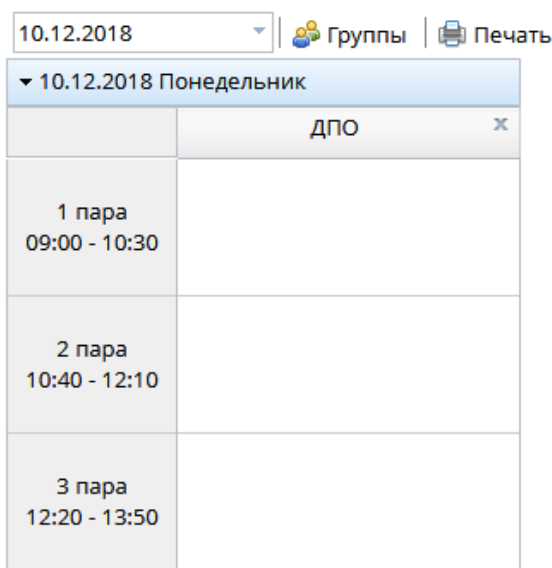 10.12.2018 Группы Печать
10.12.2018 Понедельник
ДПО x
1 пара
09:00 - 10:30
2 пара
10:40 - 12:10
3 пара
12:20 - 13:50